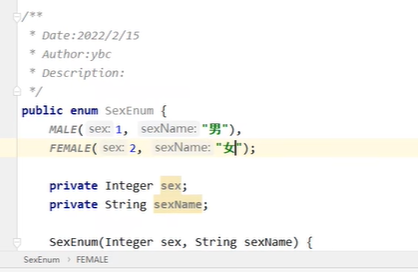 /**
* Date:2022/2/15
* Author:ybc
* Description:
*/
public enum SexEnum {
MALE( sex: 1, sexName: "男"),
FEMALE( sex: 2, sexName: "女");
private Integer sex;
private String sexName;
SexEnum(Integer sex, String sexName) {
SexEnum › FEMALE